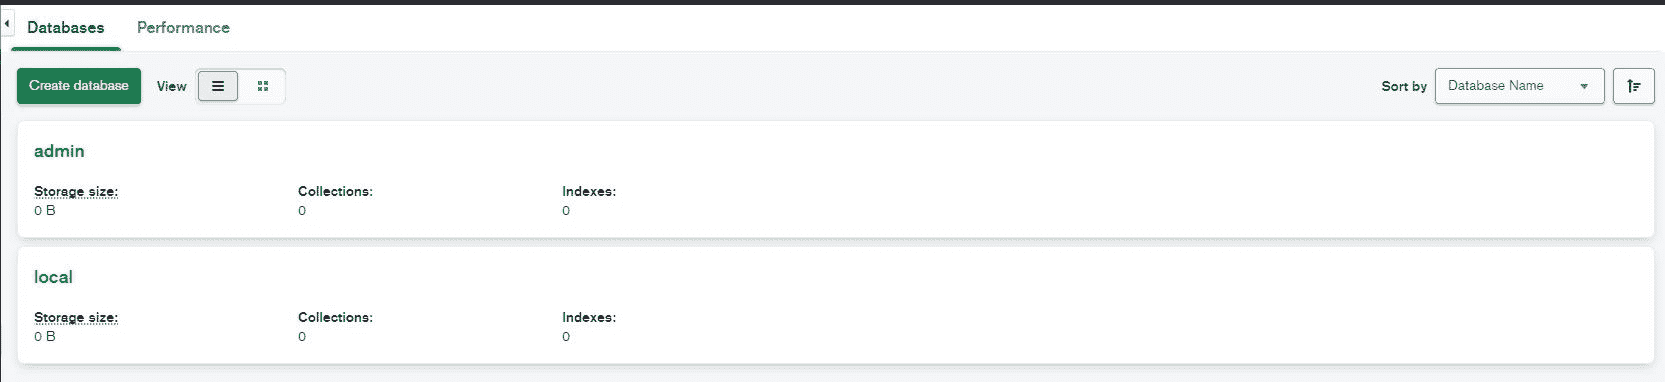 Databases Performance
Create database View Sort by Database Name
admin
Storage size: Collections: Indexes:
0 B 0 0
local
Storage size: Collections: Indexes:
0 B 0 0